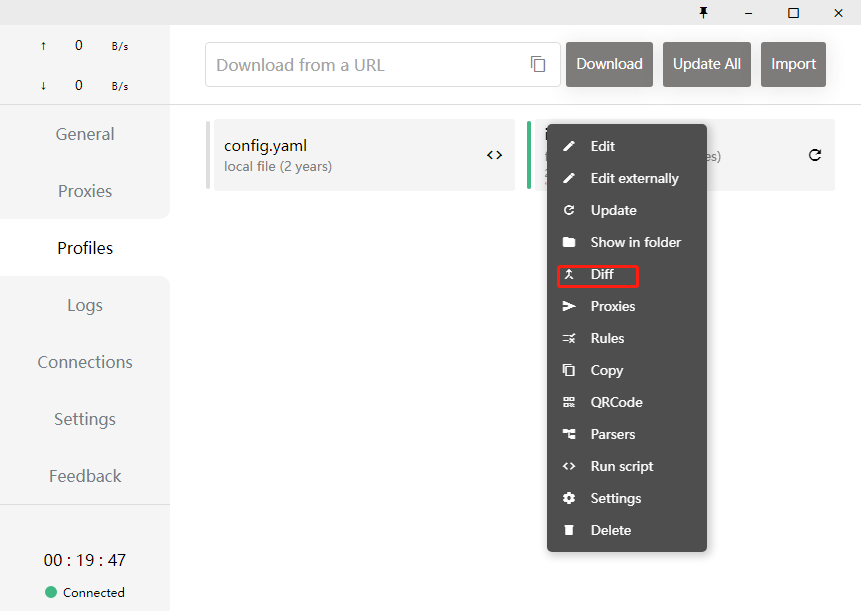 ↑ 0 B/s
↓ 0 B/s
Download from a URL
Download
Update All
Import
General
Proxies
Profiles
Logs
Connections
Settings
Feedback
00 : 19 : 47
Connected
config.yaml
local file (2 years)
Edit
Edit externally
Update
Show in folder
Diff
Proxies
Rules
Copy
QRCode
Parsers
Run script
Settings
Delete